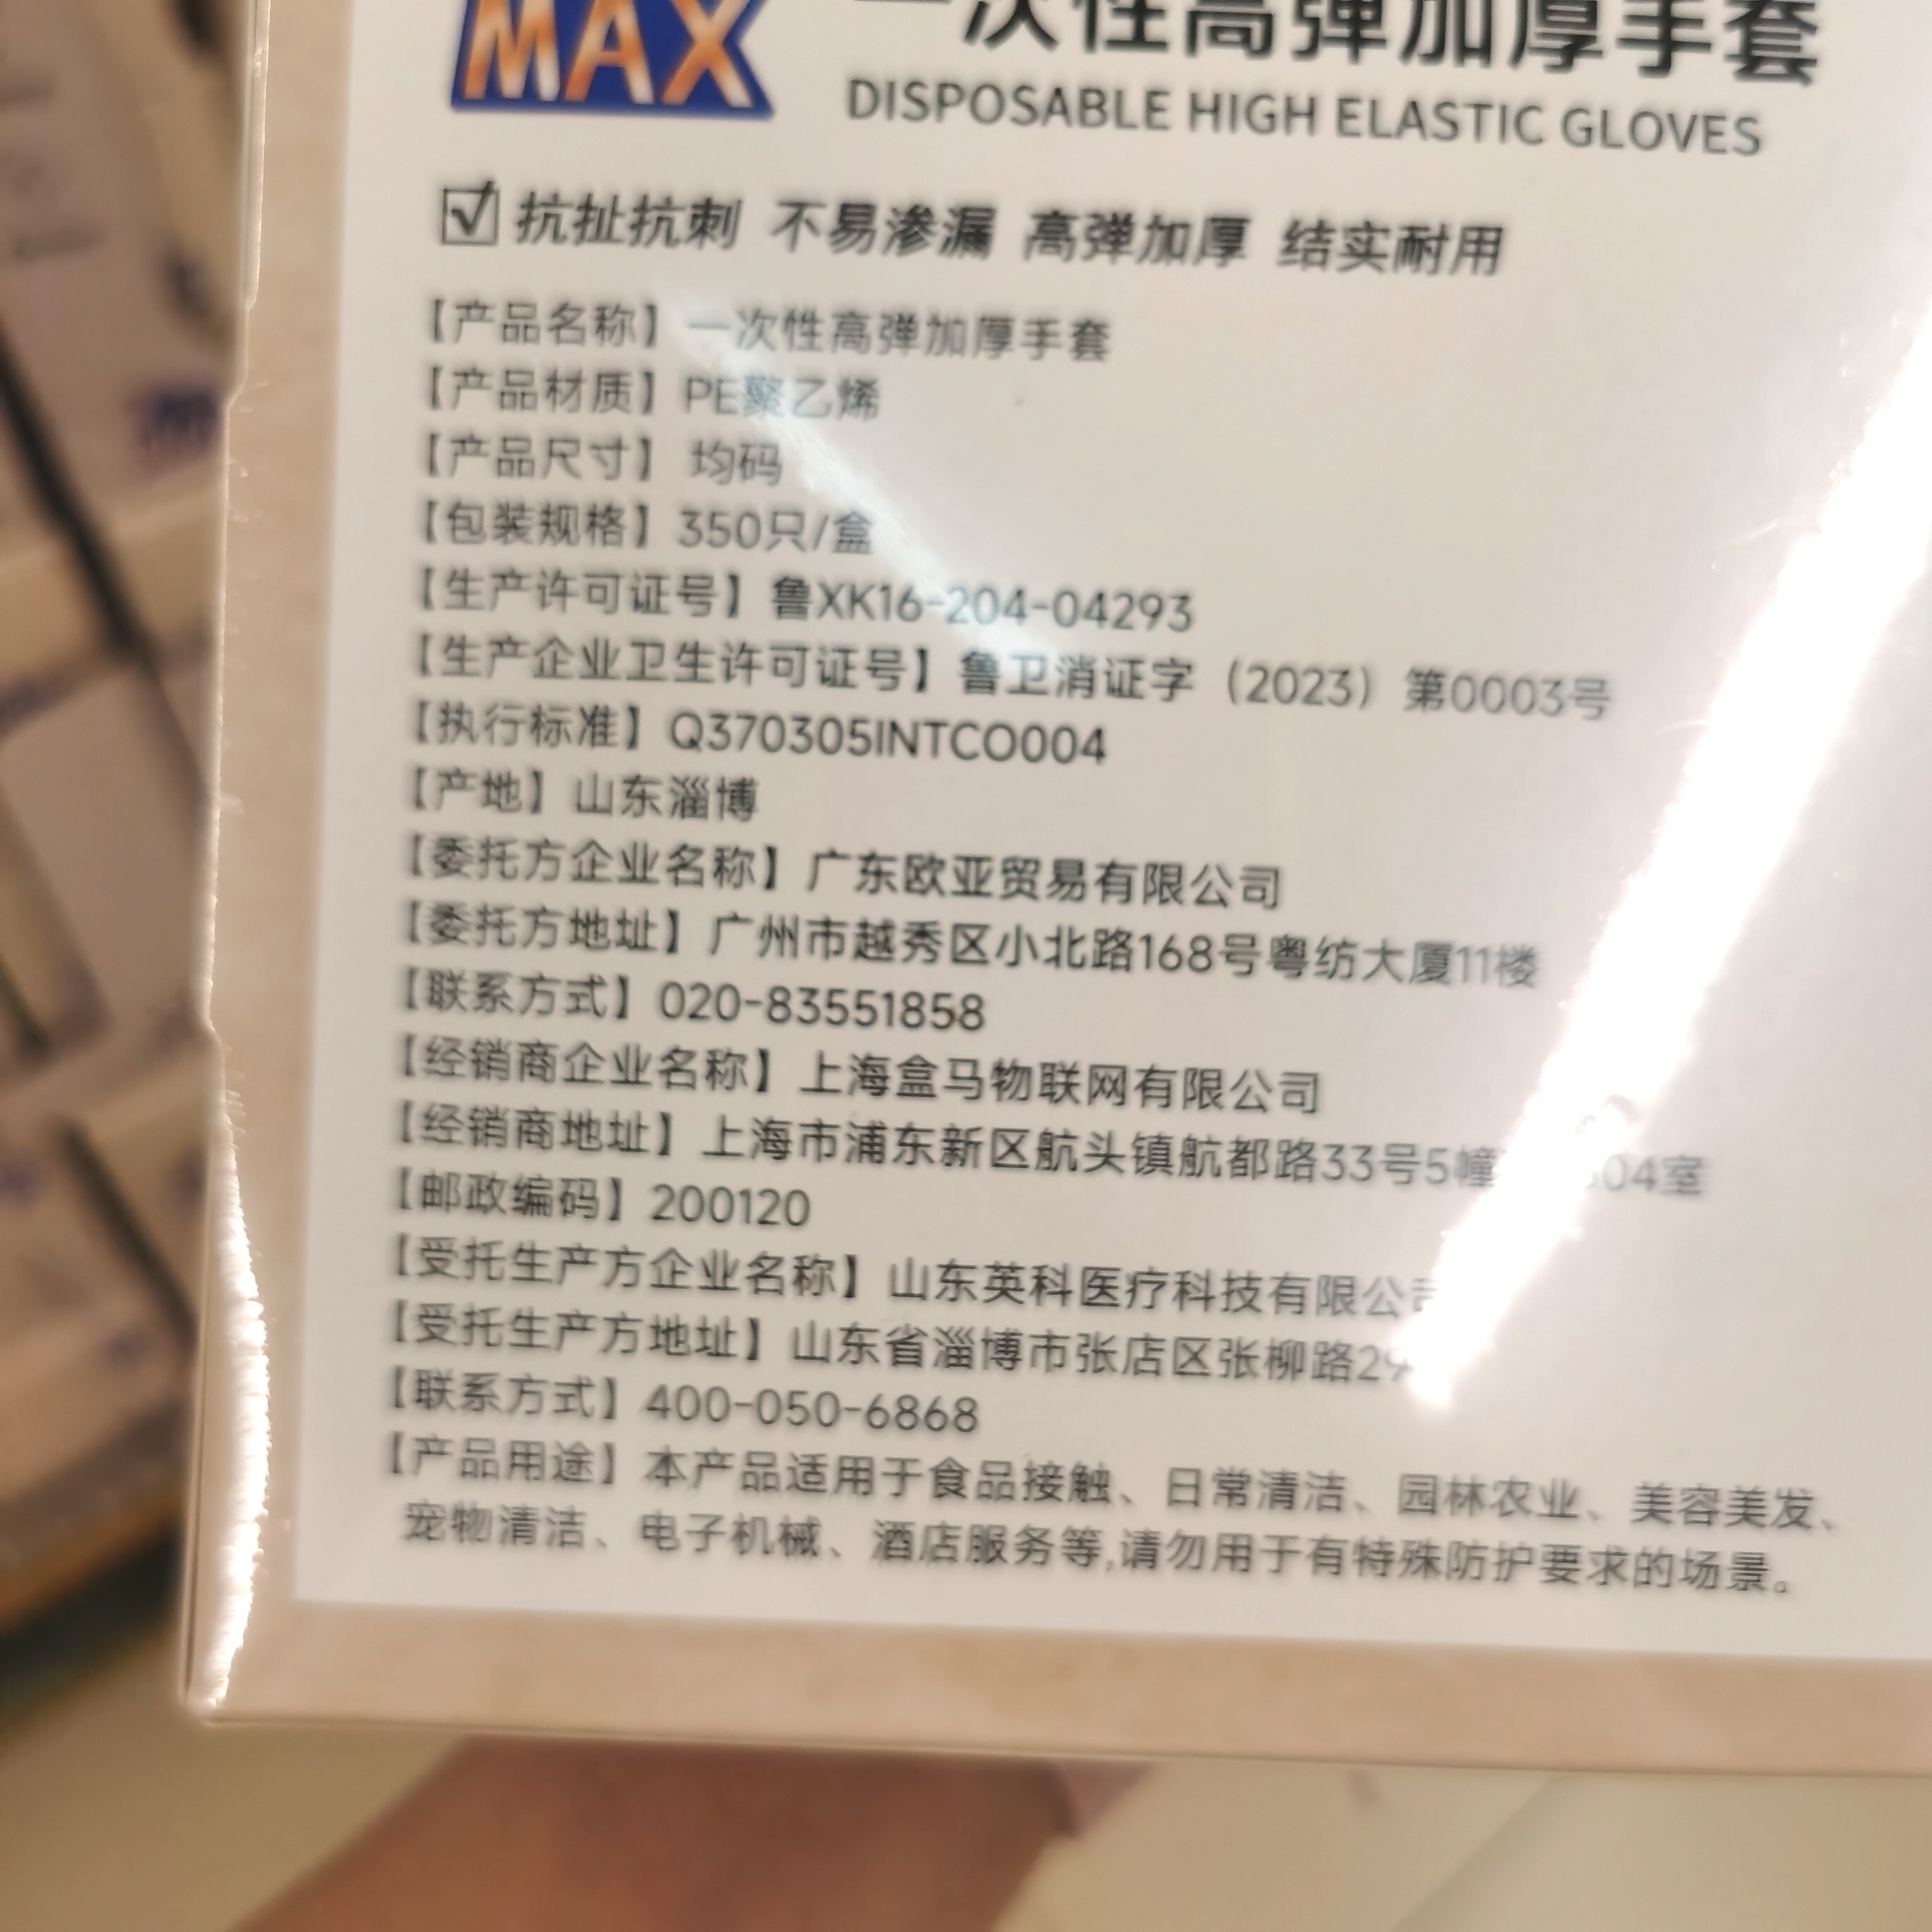 MAX
一次性高弹加厚手套
DISPOSABLE HIGH ELASTIC GLOVES
抗扯抗刺 不易渗漏 高弹加厚 结实耐用
【产品名称】一次性高弹加厚手套
【产品材质】PE聚乙烯
【产品尺寸】均码
【包装规格】350只/盒
【生产许可证号】鲁XK16-204-04293
【生产企业卫生许可证号】鲁卫消证字（2023）第0003号
【执行标准】Q370305INTCO004
【产地】山东淄博
【委托方企业名称】广东欧亚贸易有限公司
【委托方地址】广州市越秀区小北路168号粤纺大厦11楼
【联系方式】020-83551858
【经销商企业名称】上海盒马物联网有限公司
【经销商地址】上海市浦东新区航头镇航都路33号5幢 04室
【邮政编码】200120
【受托生产方企业名称】山东英科医疗科技有限公司
【受托生产方地址】山东省淄博市张店区张柳路29
【联系方式】400-050-6868
【产品用途】本产品适用于食品接触、日常清洁、园林农业、美容美发、
宠物清洁、电子机械、酒店服务等,请勿用于有特殊防护要求的场景。